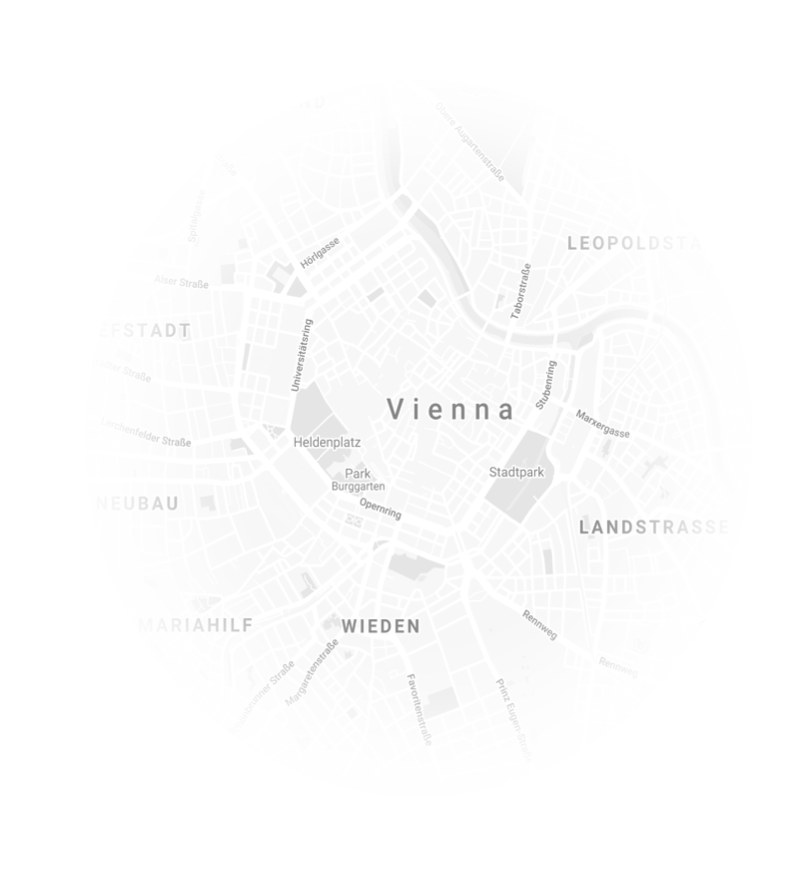 Obere Augartenstraße
LEOPOLDSTA
Spitalgasse
Hörlgasse
Alser Straße
Taborstraße
EFSTADT
Universitätsring
Stubenring
Vienna
Marxergasse
Lerchenfelder Straße
Heldenplatz
Park
Burggarten
Stadtpark
NEUBAU
Opernring
LANDSTRASSE
MARIAHILF
WIEDEN
Rennweg
Rennweg
Margaretenstraße
Favoritenstraße
Prinz Eugen-Straße